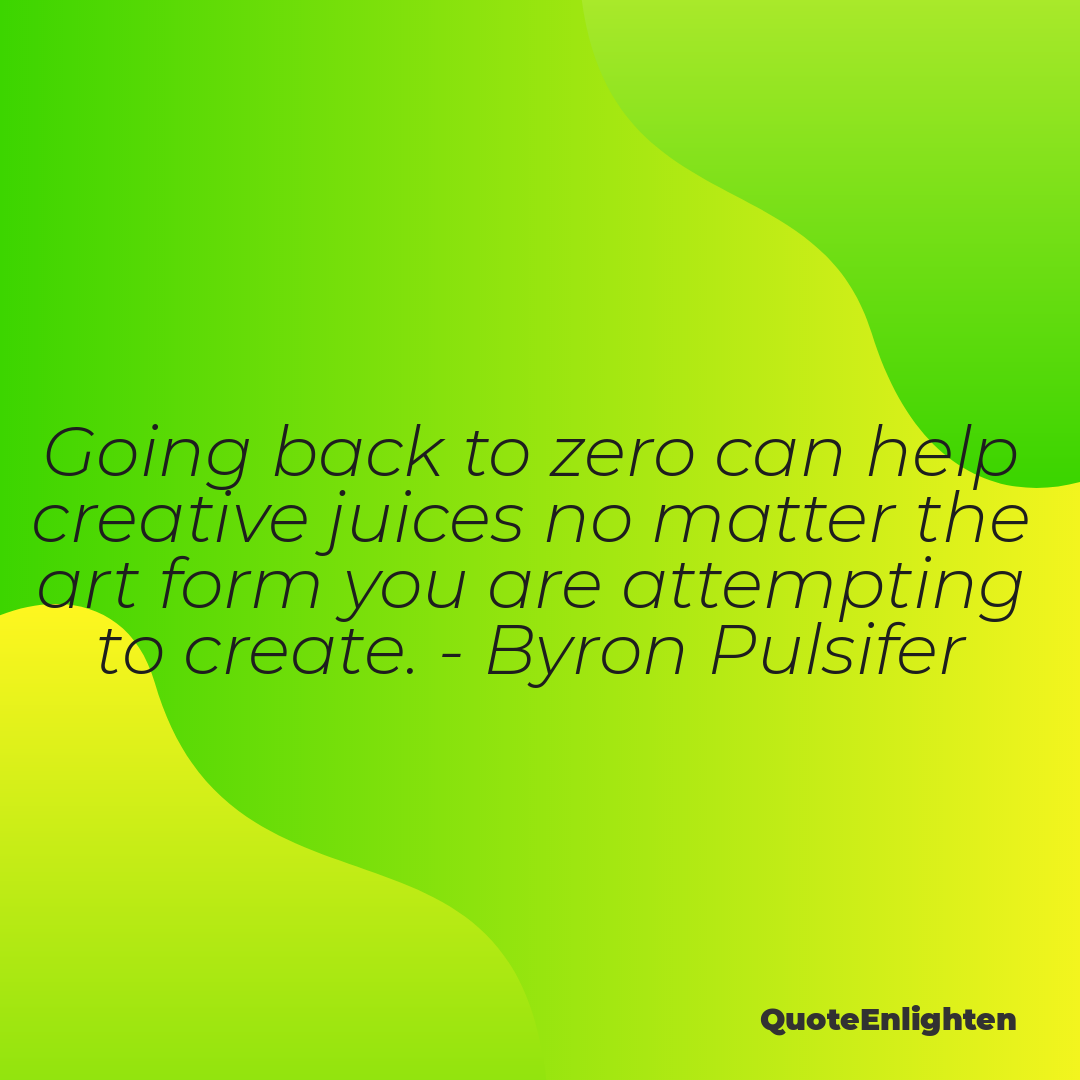 Going back to zero can help
creative juices no matter the
art form you are attempting
to create. - Byron Pulsifer
QuoteEnlighten